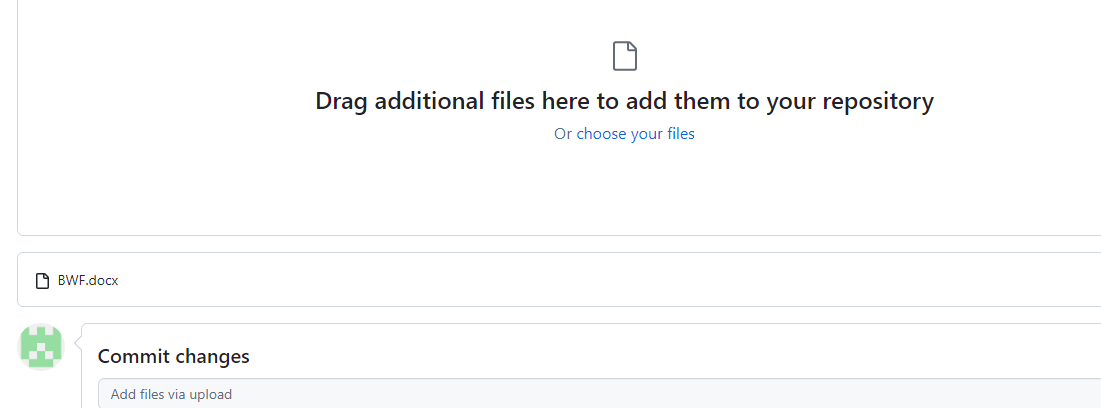 Drag additional files here to add them to your repository
Or choose your files
BWF.docx
Commit changes
Add files via upload